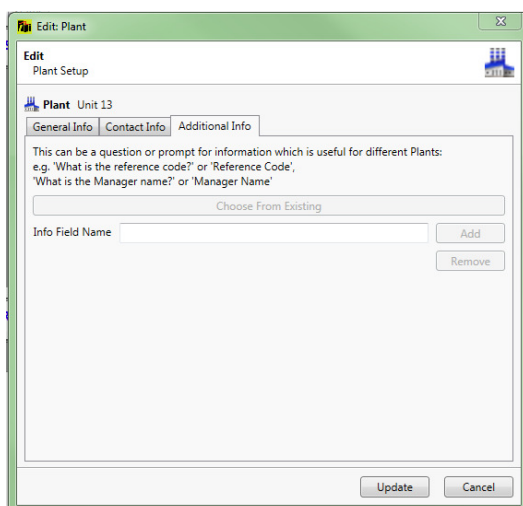 Edit: Plant
Edit
Plant Setup
Plant Unit 13
General Info Contact Info Additional Info
This can be a question or prompt for information which is useful for different Plants:
e.g. 'What is the reference code?' or 'Reference Code',
'What is the Manager name?' or 'Manager Name'
Choose From Existing
Info Field Name Add
Remove
Update Cancel